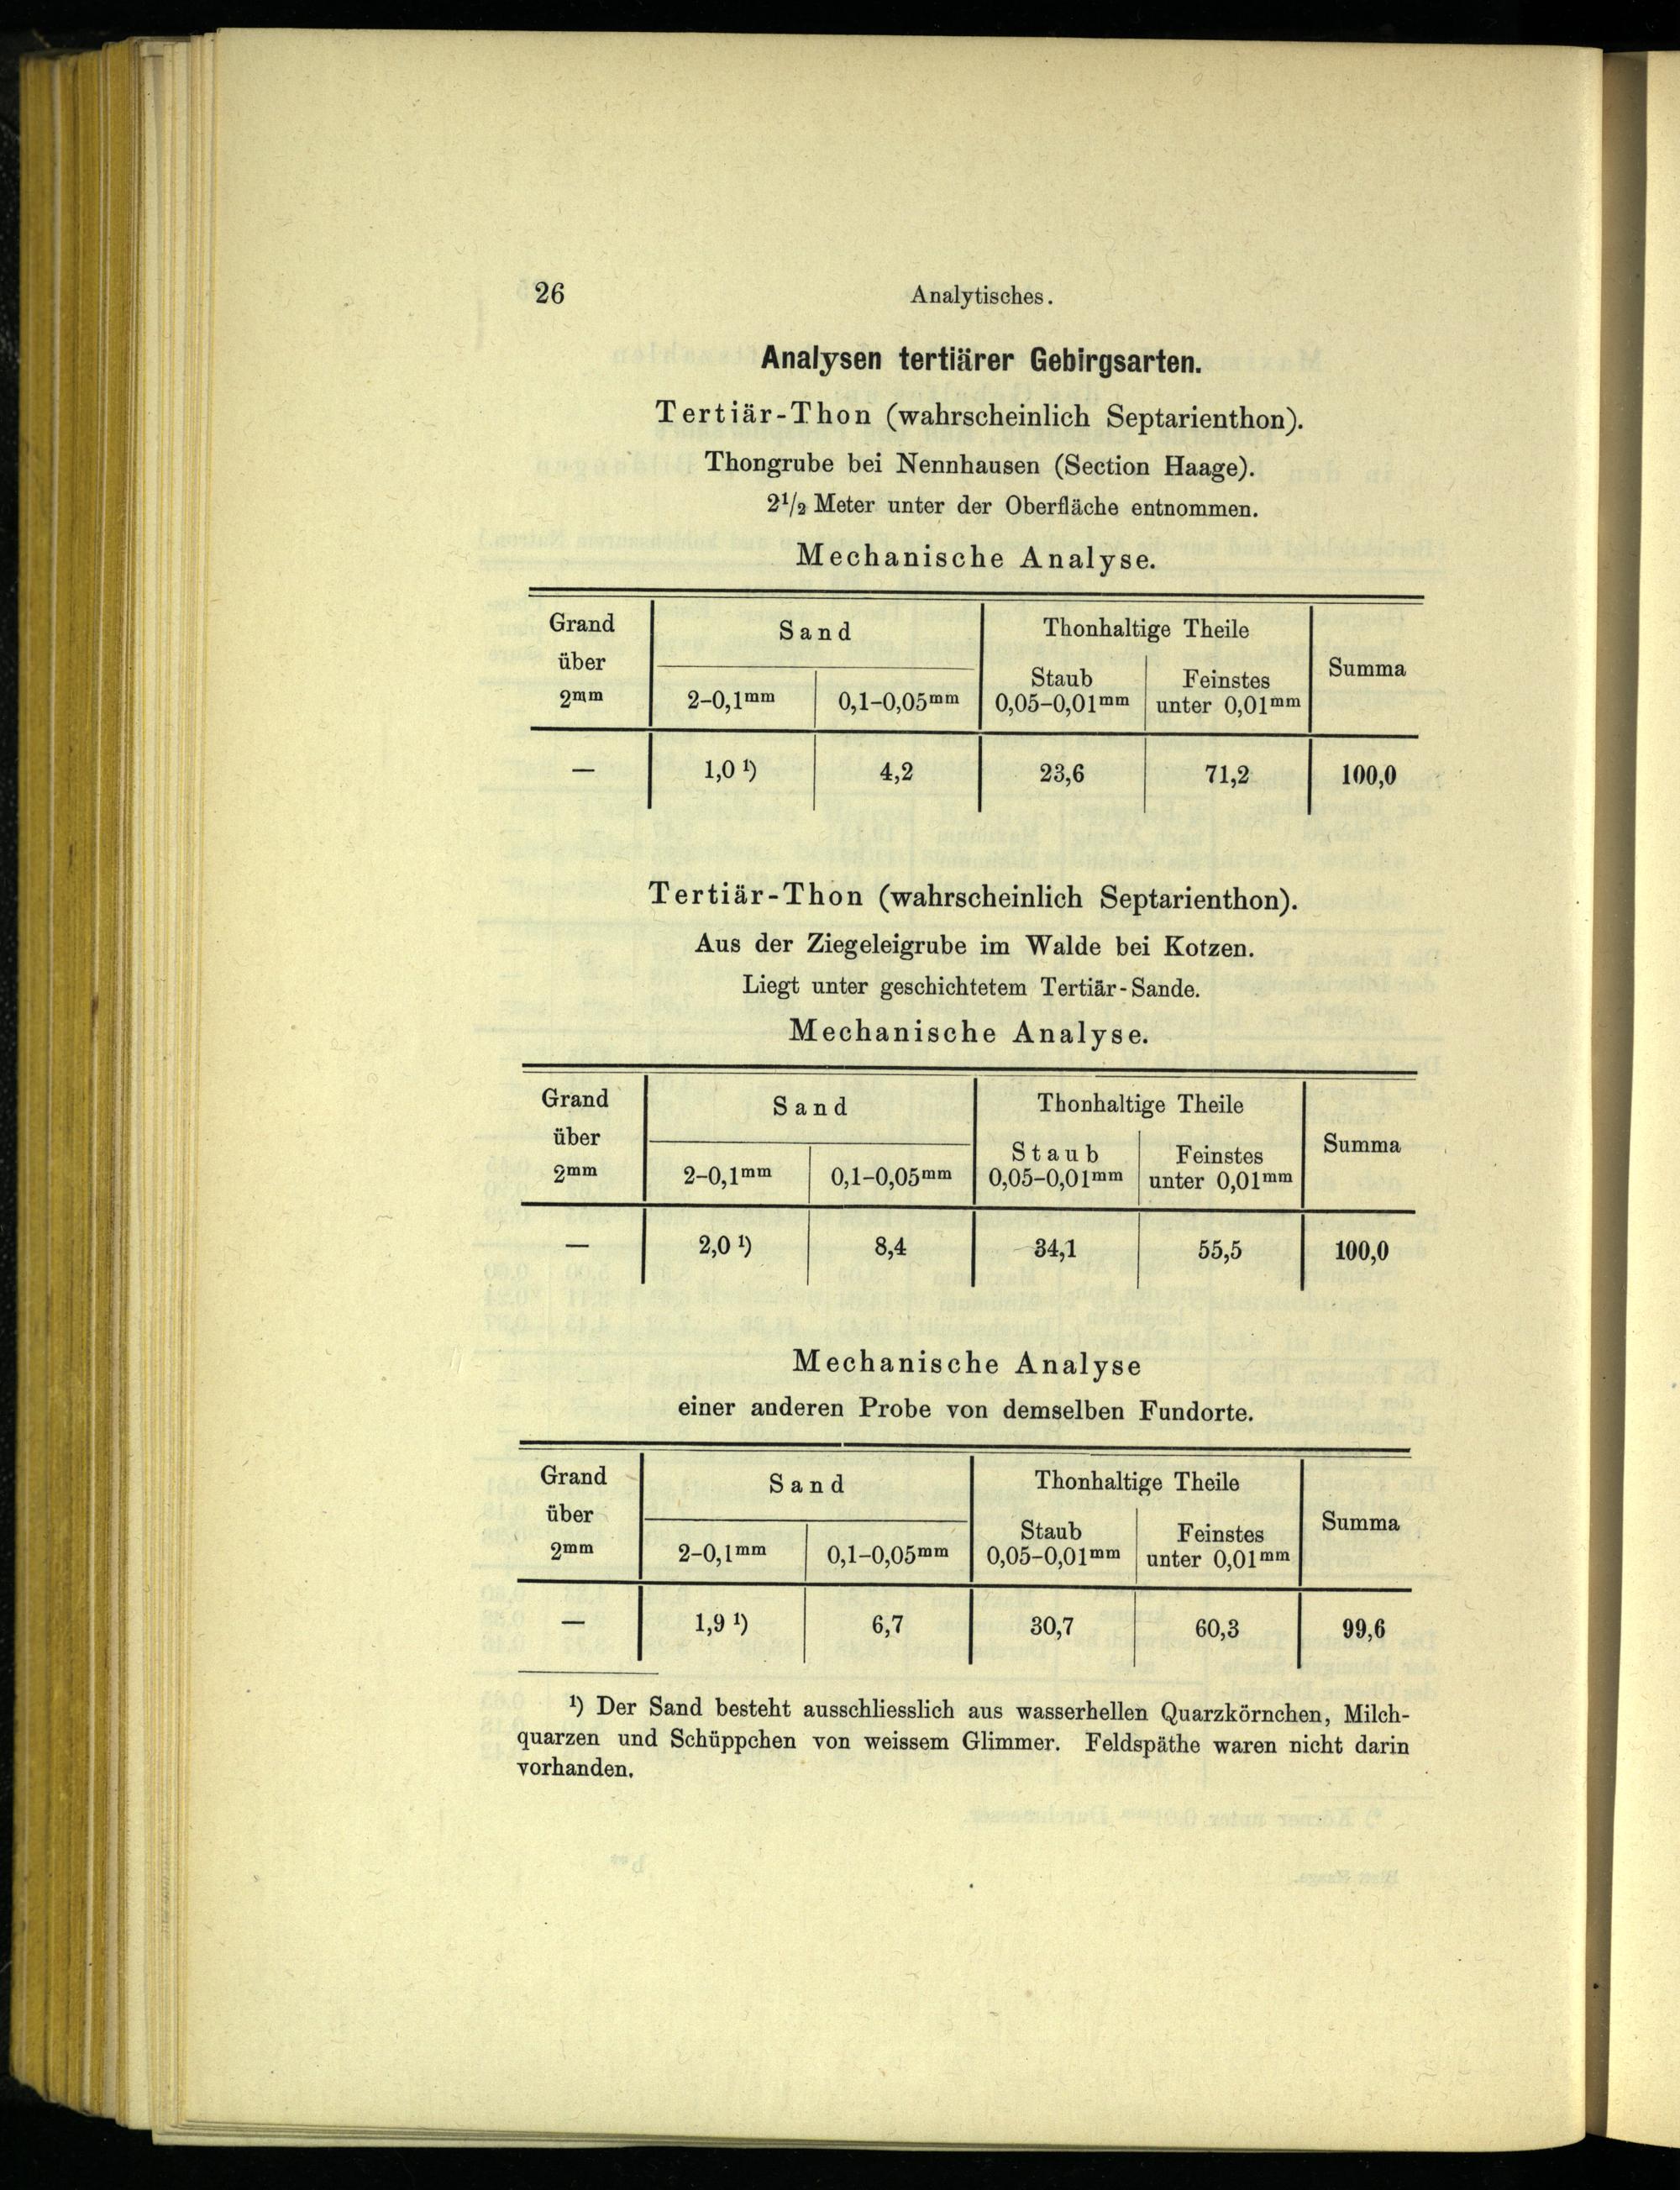 26
Analytisches.
Analysen tertiärer Gebirgsarten.
Tertiär-Thon (wahrscheinlich Septarienthon).
Thongrube bei Nennhausen (Section Haage).
2 1/2 Meter unter der Oberfläche entnommen.
Mechanische Analyse.
Grand über 2mm
Sand
2-0,1mm
0,1-0,05mm
Thonhaltige Theile
Staub 0,05-0,01mm
Feinstes unter 0,01mm
Summa
— 1,0 1) 4,2 23,6 71,2 100,0
Tertiär-Thon (wahrscheinlich Septarienthon).
Aus der Ziegeleigrube im Walde bei Kotzen.
Liegt unter geschichtetem Tertiär-Sande.
Mechanische Analyse.
Grand über 2mm
Sand
2-0,1mm
0,1-0,05mm
Thonhaltige Theile
Staub 0,05-0,01mm
Feinstes unter 0,01mm
Summa
— 2,0 1) 8,4 34,1 55,5 100,0
Mechanische Analyse
einer anderen Probe von demselben Fundorte.
Grand über 2mm
Sand
2-0,1mm
0,1-0,05mm
Thonhaltige Theile
Staub 0,05-0,01mm
Feinstes unter 0,01mm
Summa
— 1,9 1) 6,7 30,7 60,3 99,6
1) Der Sand besteht ausschliesslich aus wasserhellen Quarzkörnchen, Milch-
quarzen und Schüppchen von weissem Glimmer. Feldspäthe waren nicht darin
vorhanden.